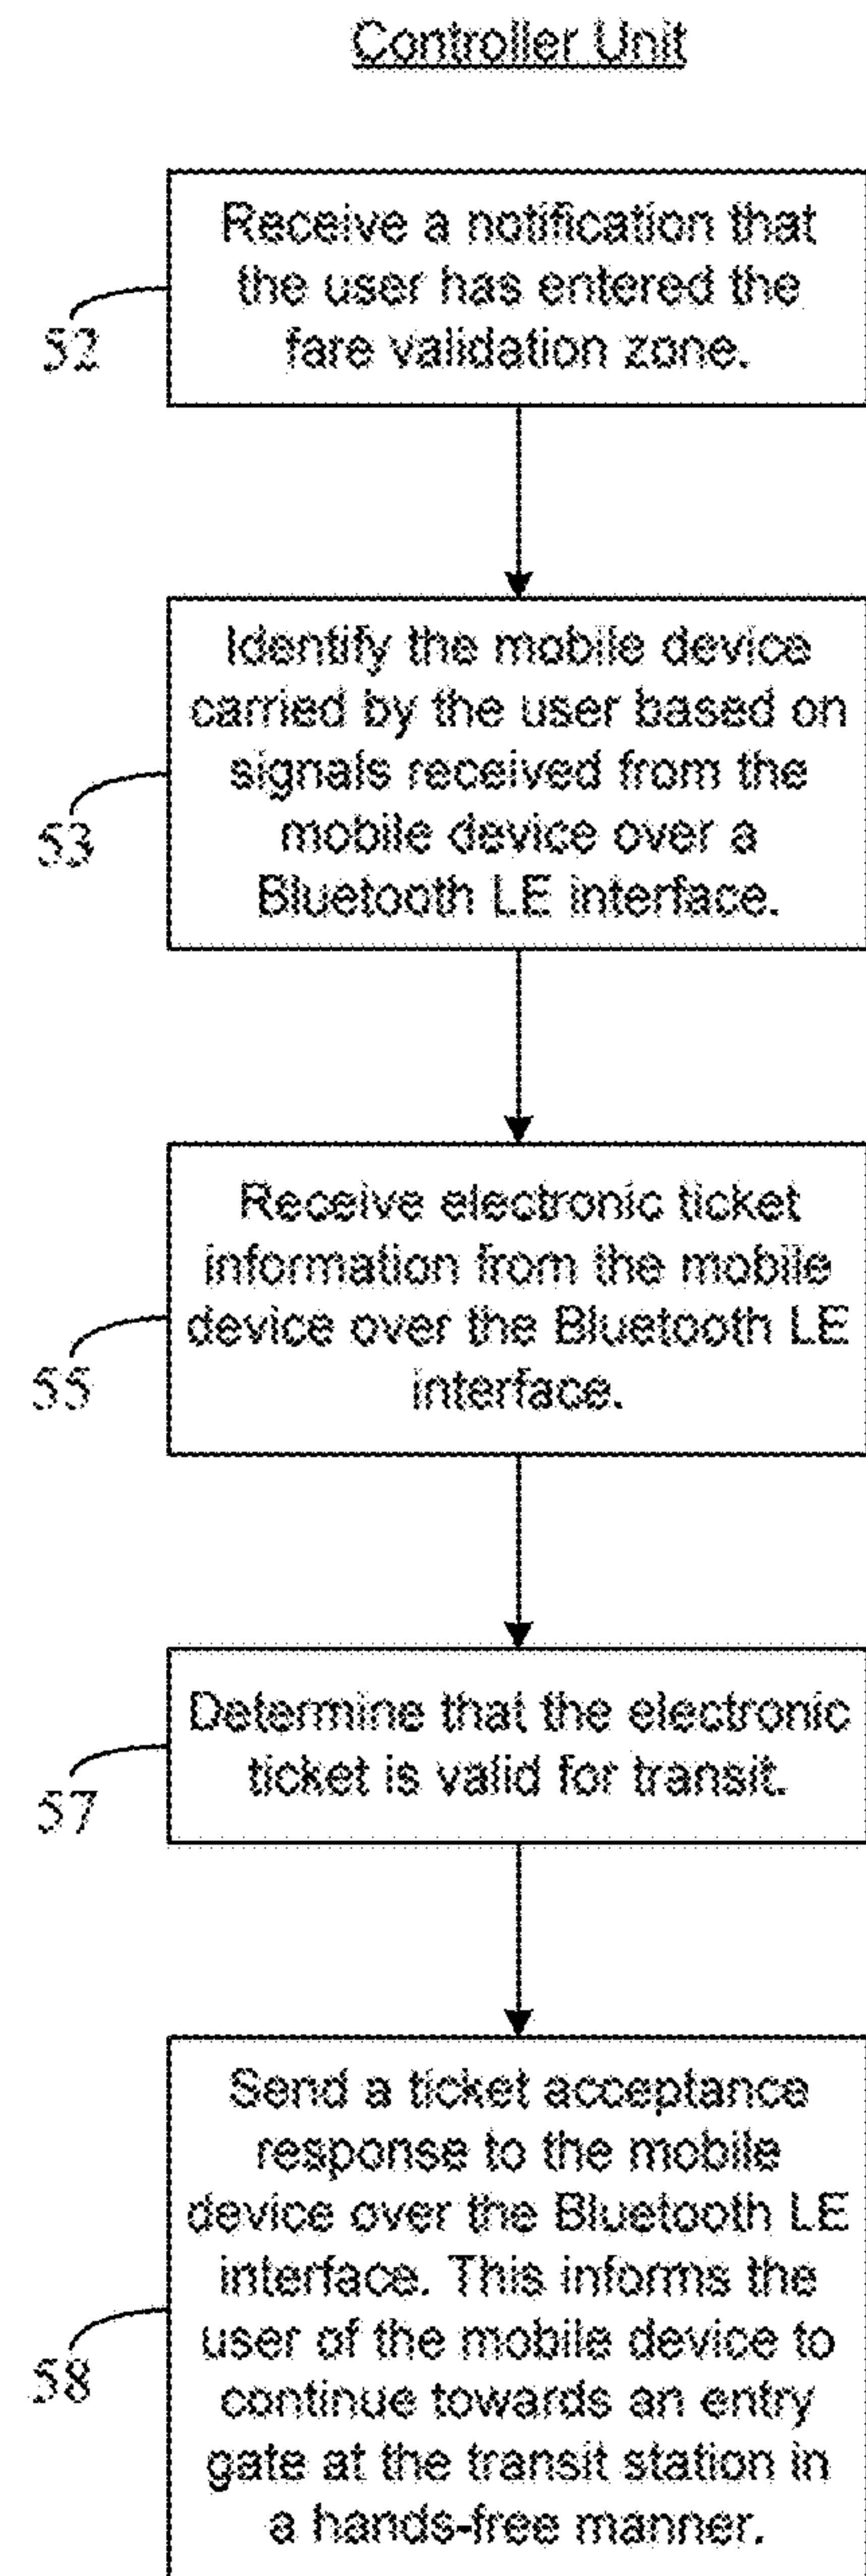 Controller Unit
Receive a notification that
the user has entered the
fare validation zone.
52
Identify the mobile device
carried by the user based on
signals received from the
mobile device over a
Bluetooth LE interface.
53
Receive electronic ticket
information from the mobile
device over the Bluetooth LE
interface.
55
Determine that the electronic
ticket is valid for transit.
57
Send a ticket acceptance
response to the mobile
device over the Bluetooth LE
interface. This informs the
user of the mobile device to
continue towards an entry
gate at the transit station in
a hands-free manner.
58